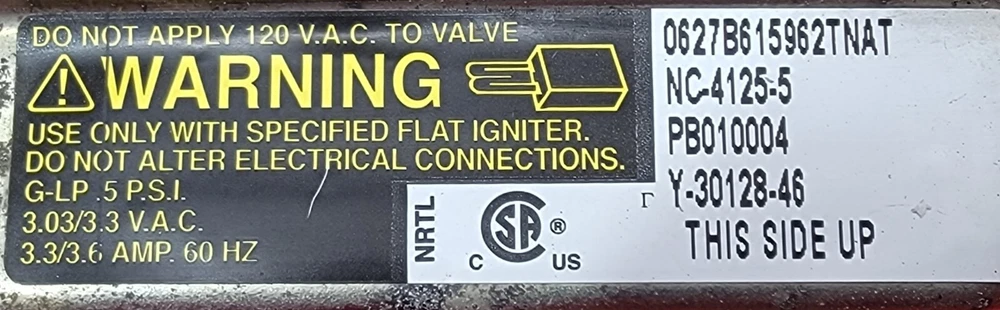 DO NOT APPLY 120 V.A.C. TO VALVE
WARNING
USE ONLY WITH SPECIFIED FLAT IGNITER.
DO NOT ALTER ELECTRICAL CONNECTIONS.
G-LP .5 P.S.I.
3.03/3.3 V.A.C.
3.3/3.6 AMP. 60 HZ
NRTL
SA ®
C US
0627B615962TNAT
NC-4125-5
PB010004
Y-30128-46
THIS SIDE UP